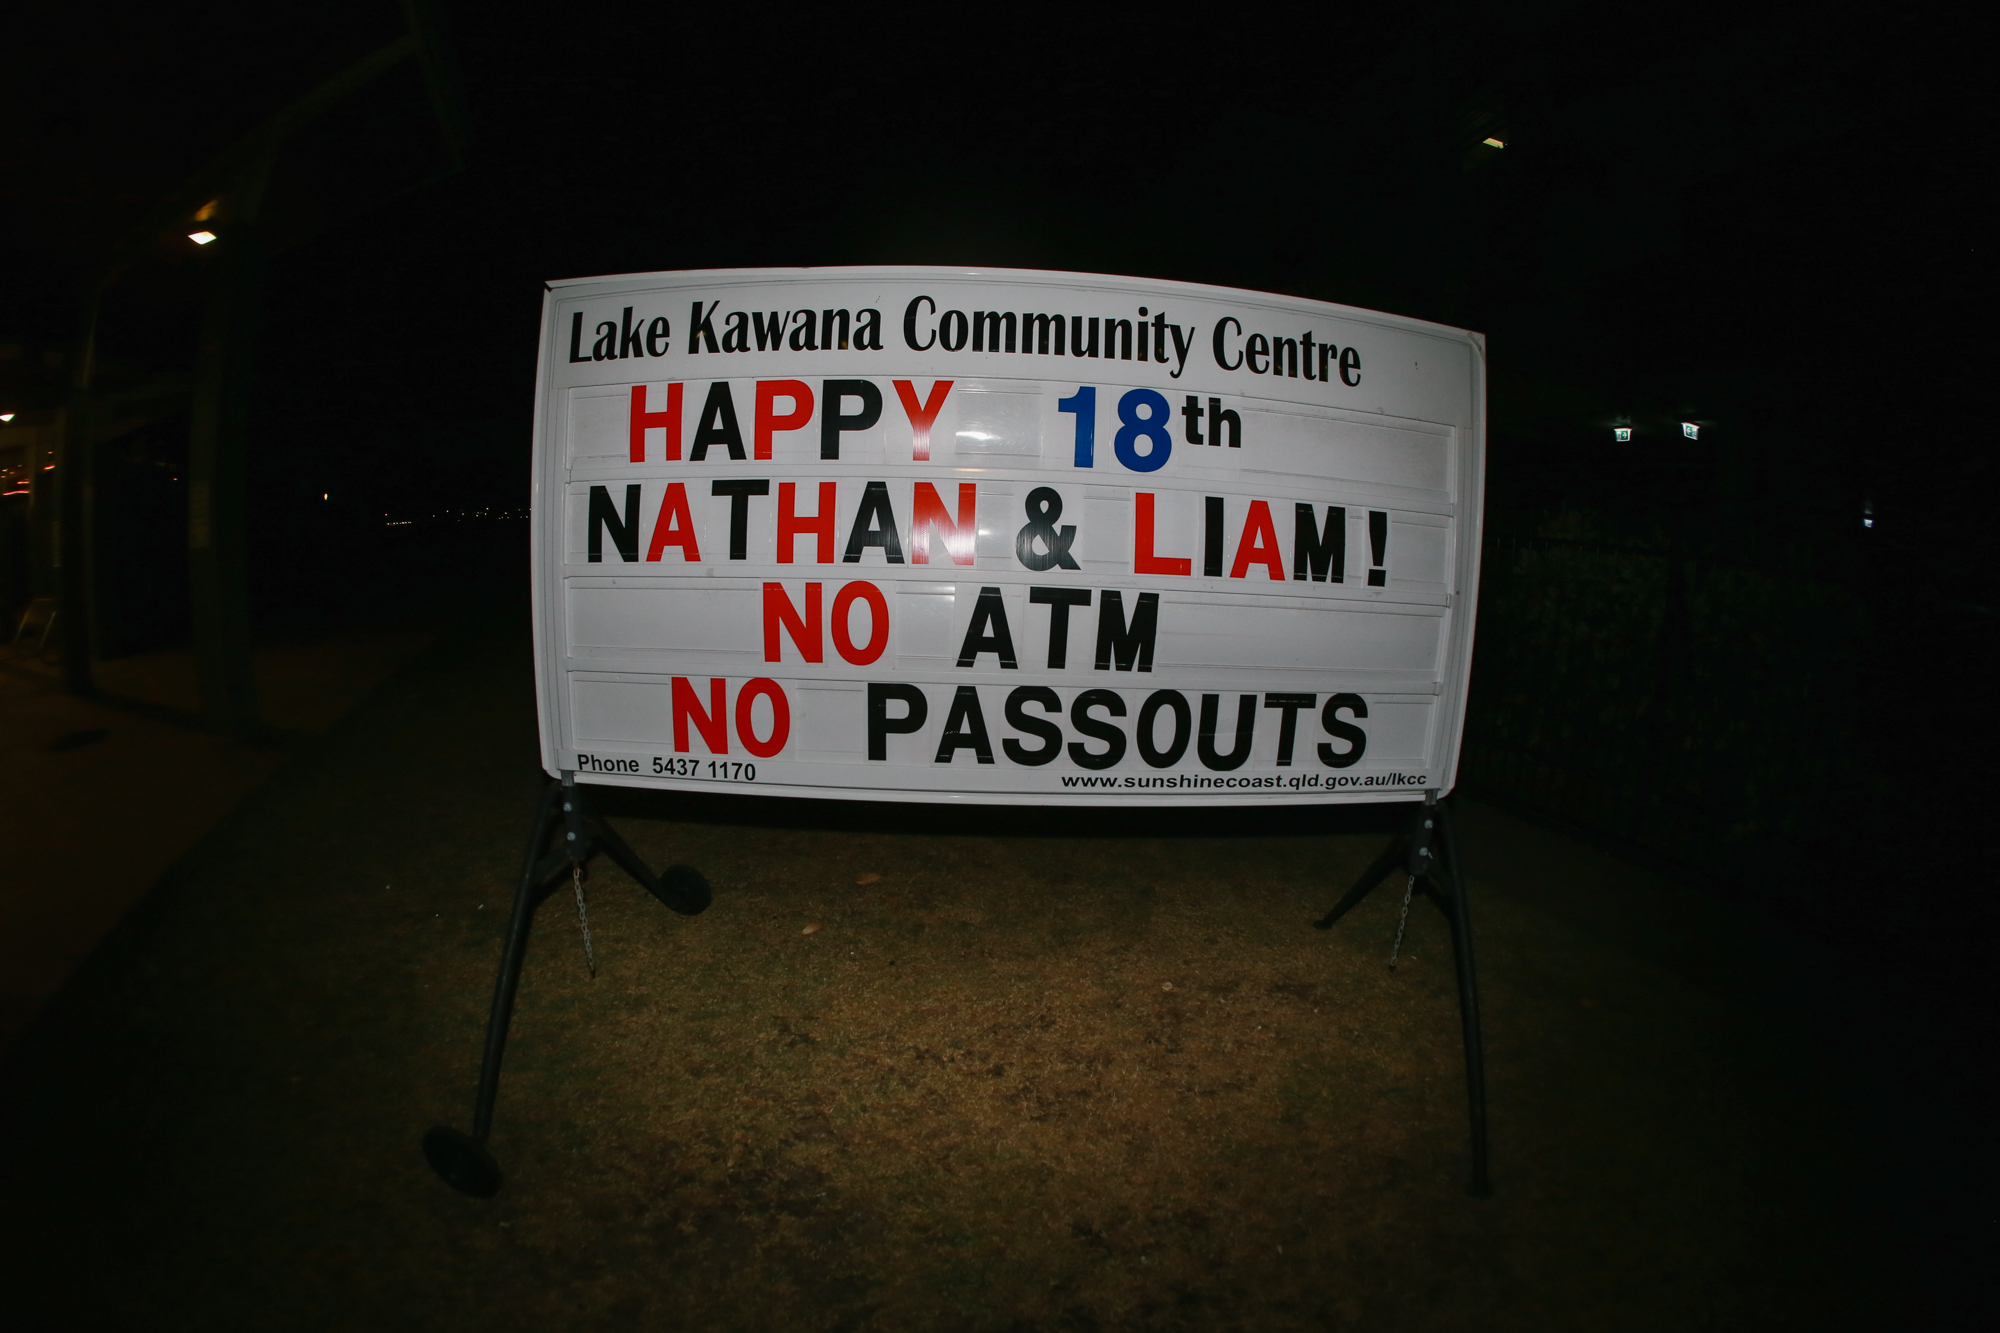 Lake Kawana Community Centre
HAPPY 18th
NATHAN & LIAM!
NO ATM
NO PASSOUTS
Phone 5437 1170
www.sunshinecoast.qld.gov.au/lkcc